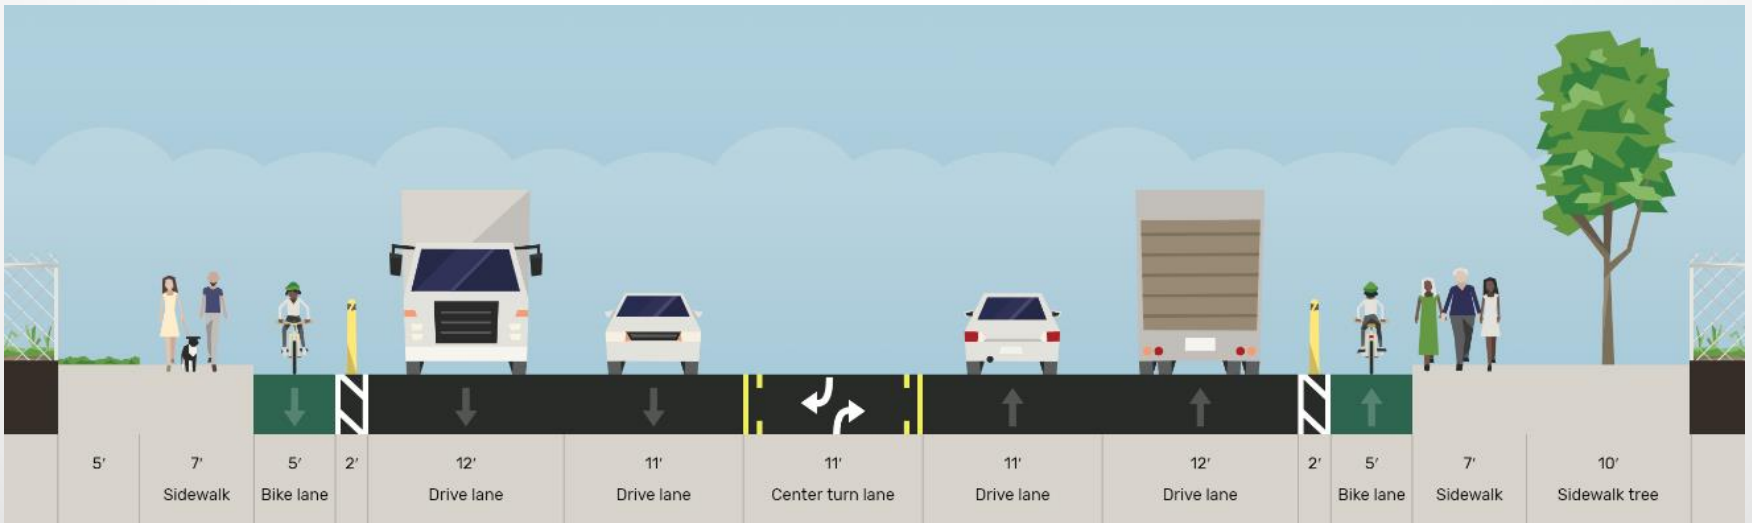 5′ 7′ 5′ 2′ 12′ 11′ 11′ 11′ 12′ 2′ 5′ 7′ 10′
Sidewalk Bike lane Drive lane Drive lane Center turn lane Drive lane Drive lane Bike lane Sidewalk Sidewalk tree